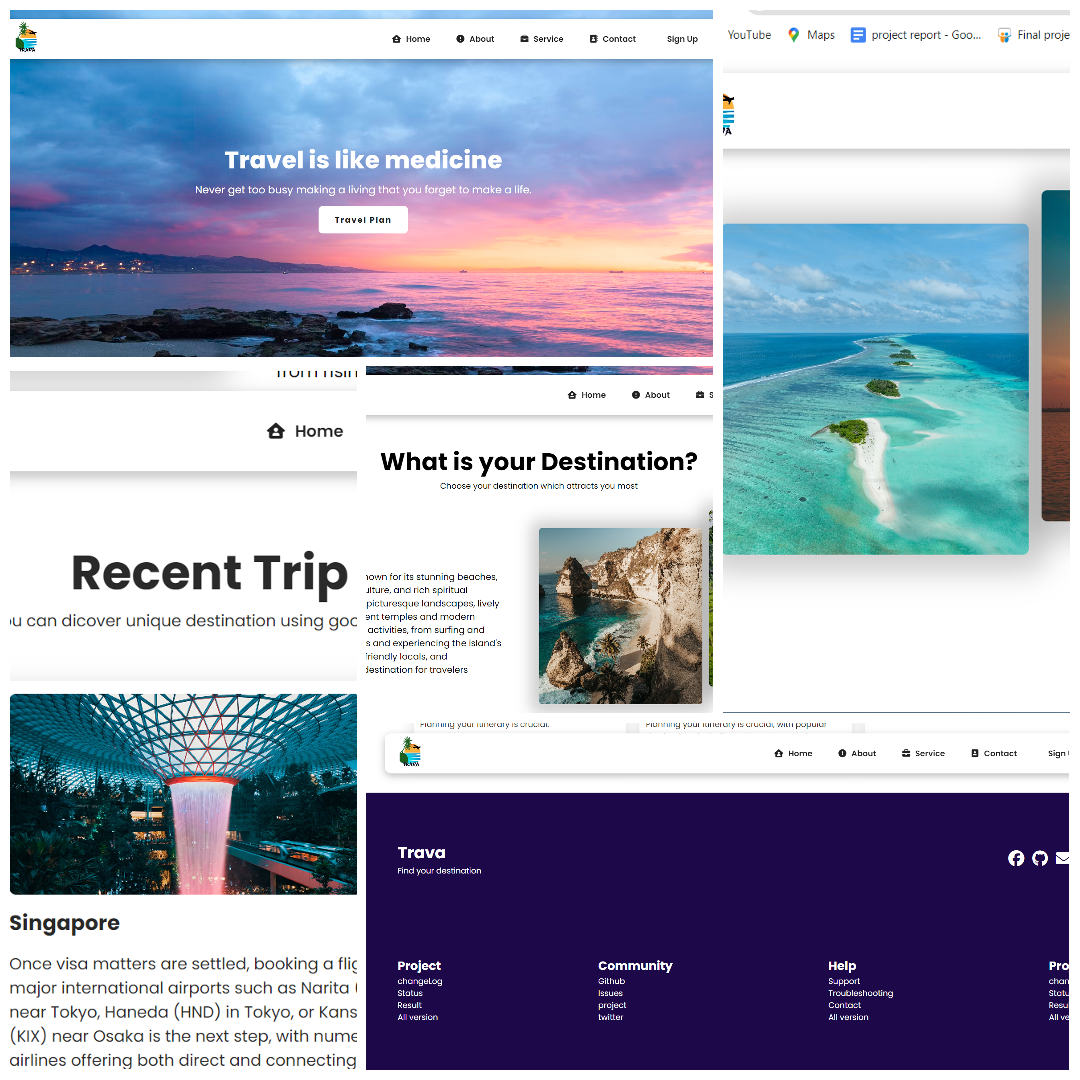 Home
About
Service
Contact
Sign Up
TRAVA
Travel is like medicine
Never get too busy making a living that you forget to make a life.
Travel Plan
YouTube
Maps
project report - Goo...
Final proje
Home
Recent Trip
u can dicover unique destination using goo
Singapore
Once visa matters are settled, booking a flig
major international airports such as Narita (
near Tokyo, Haneda (HND) in Tokyo, or Kans
(KIX) near Osaka is the next step, with nume
airlines offering both direct and connecting
Home
About
S
What is your Destination?
Choose your destination which attracts you most
nown for its stunning beaches,
ulture, and rich spiritual
picturesque landscapes, lively
ent temples and modern
activities, from surfing and
s and experiencing the island's
friendly locals, and
destination for travelers
Planning your itinerary is crucial.
Planning your itinerary is crucial, with popular
TRAVA
Home
About
Service
Contact
Sign
Trava
Find your destination
Project
changeLog
Status
Result
All version
Community
Github
Issues
project
twitter
Help
Support
Troubleshooting
Contact
All version
Pro
chan
Statu
Resu
All ve